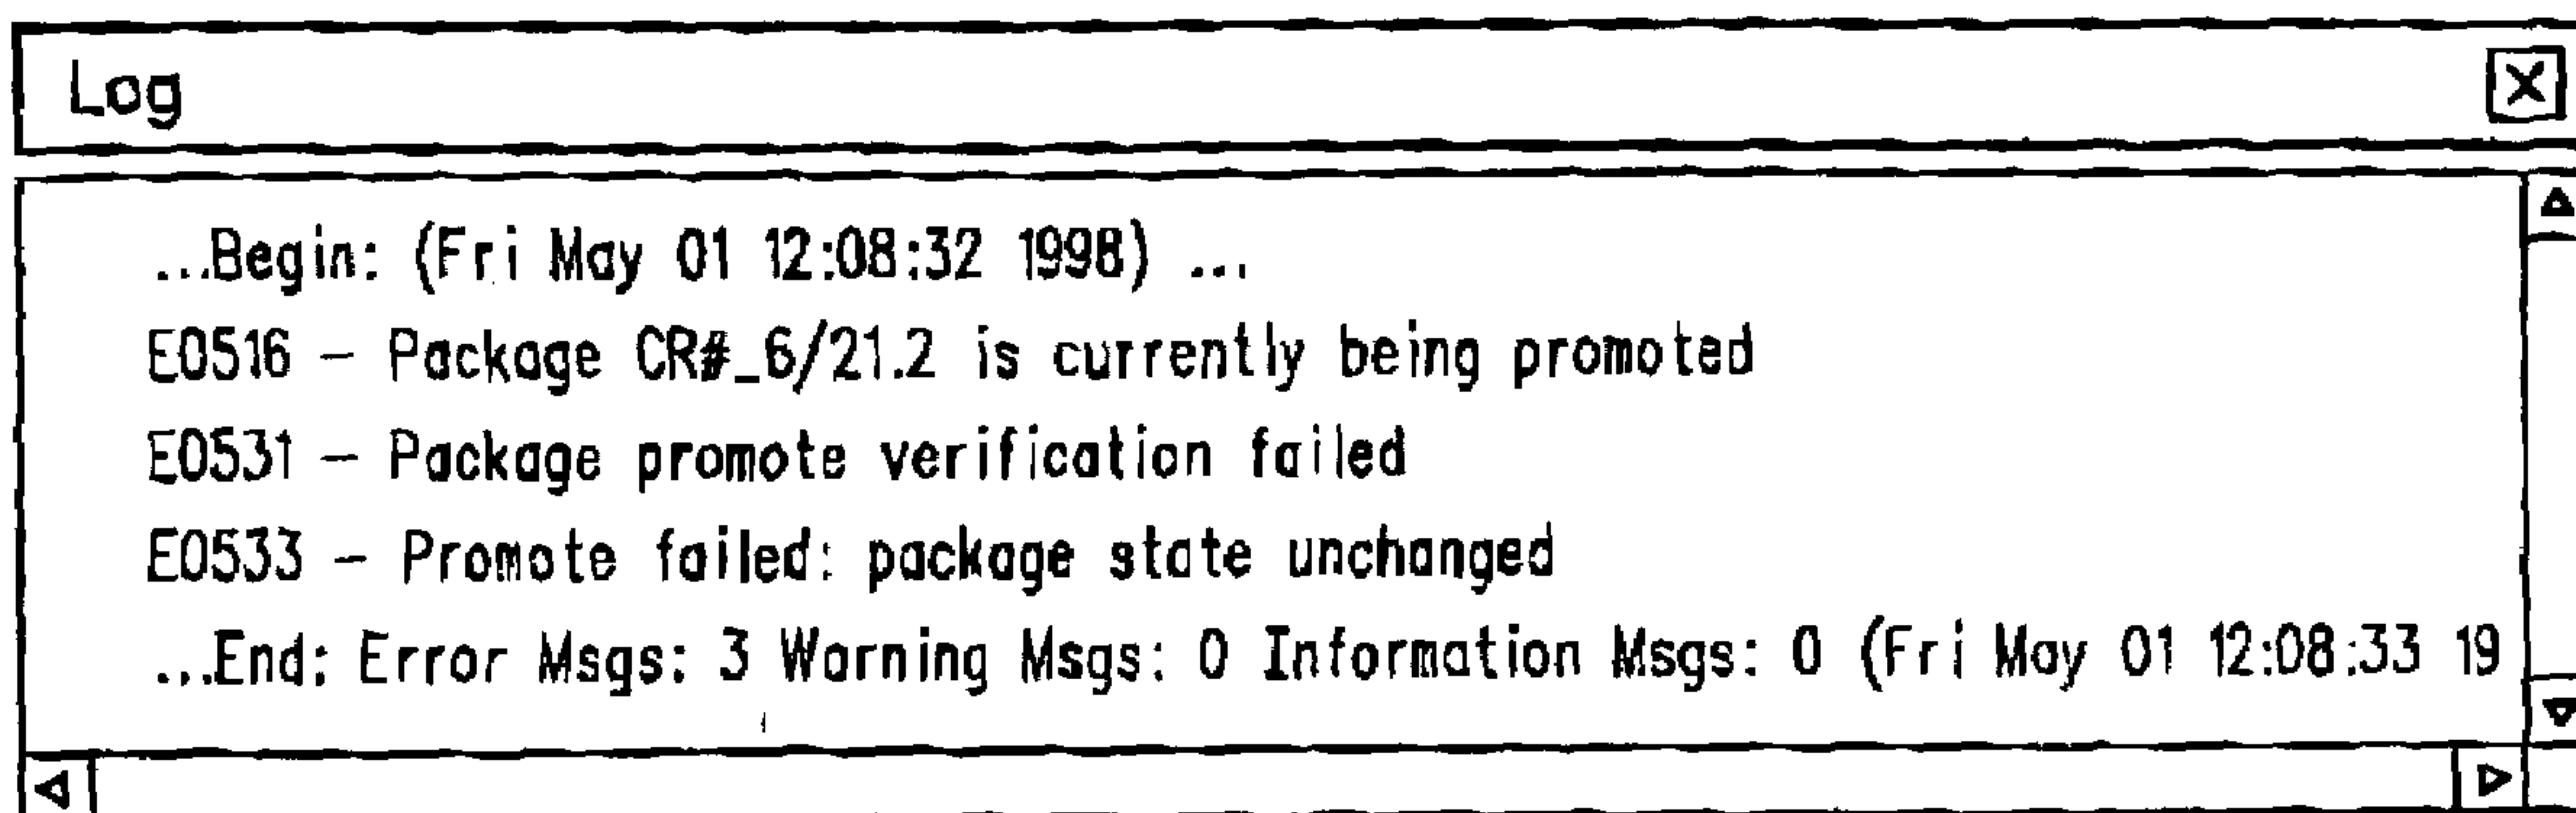 Log
...Begin: (Fri May 01 12:08:32 1998) ...
E0516 – Package CR#_6/21.2 is currently being promoted
E0531 – Package promote verification failed
E0533 – Promote failed: package state unchanged
...End: Error Msgs: 3 Warning Msgs: 0 Information Msgs: 0 (Fri May 01 12:08:33 19